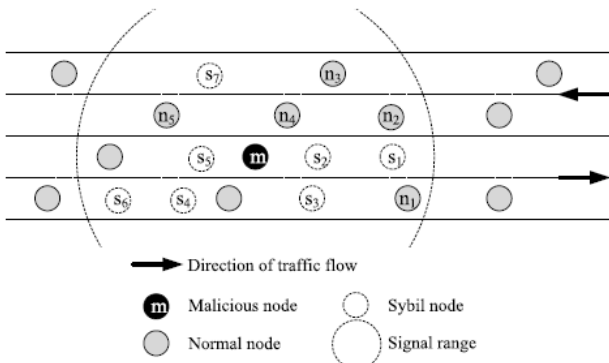 s₇ n₃
n₅ n₄ n₂
s₅ m s₂ s₁
s₆ s₄ s₃ n₁
Direction of traffic flow
m Malicious node Sybil node
Normal node Signal range